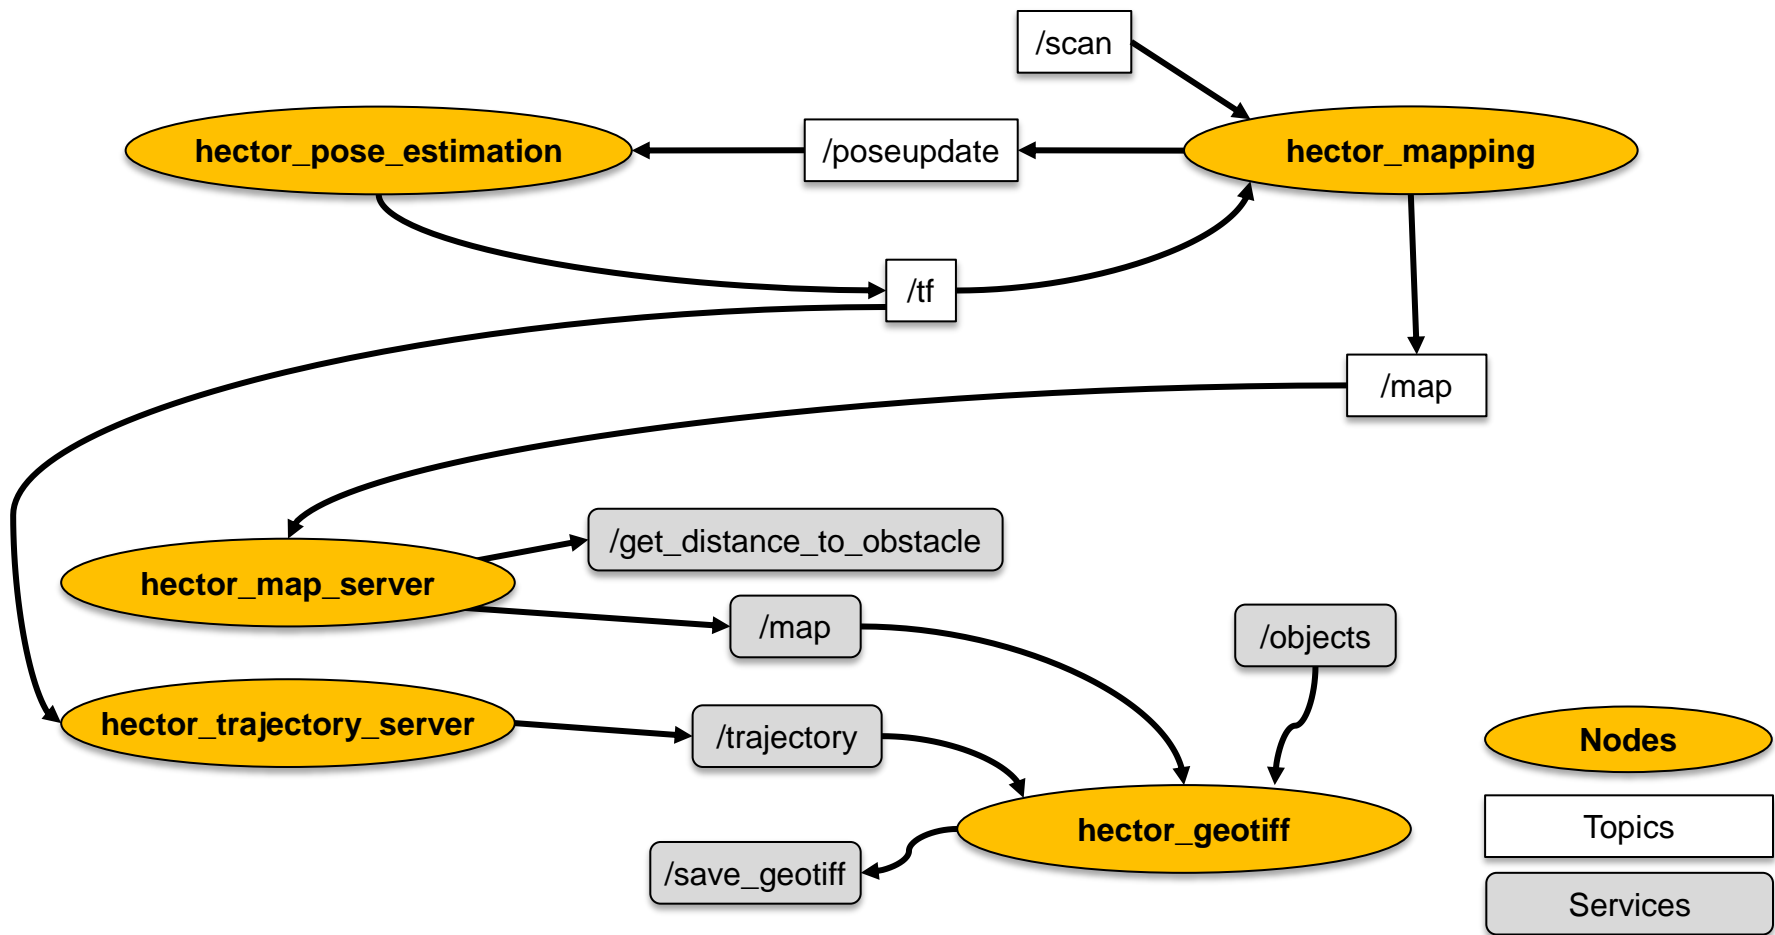 /scan
hector_pose_estimation
/poseupdate
hector_mapping
/tf
/map
/get_distance_to_obstacle
hector_map_server
/map
/objects
hector_trajectory_server
/trajectory
Nodes
hector_geotiff
Topics
/save_geotiff
Services